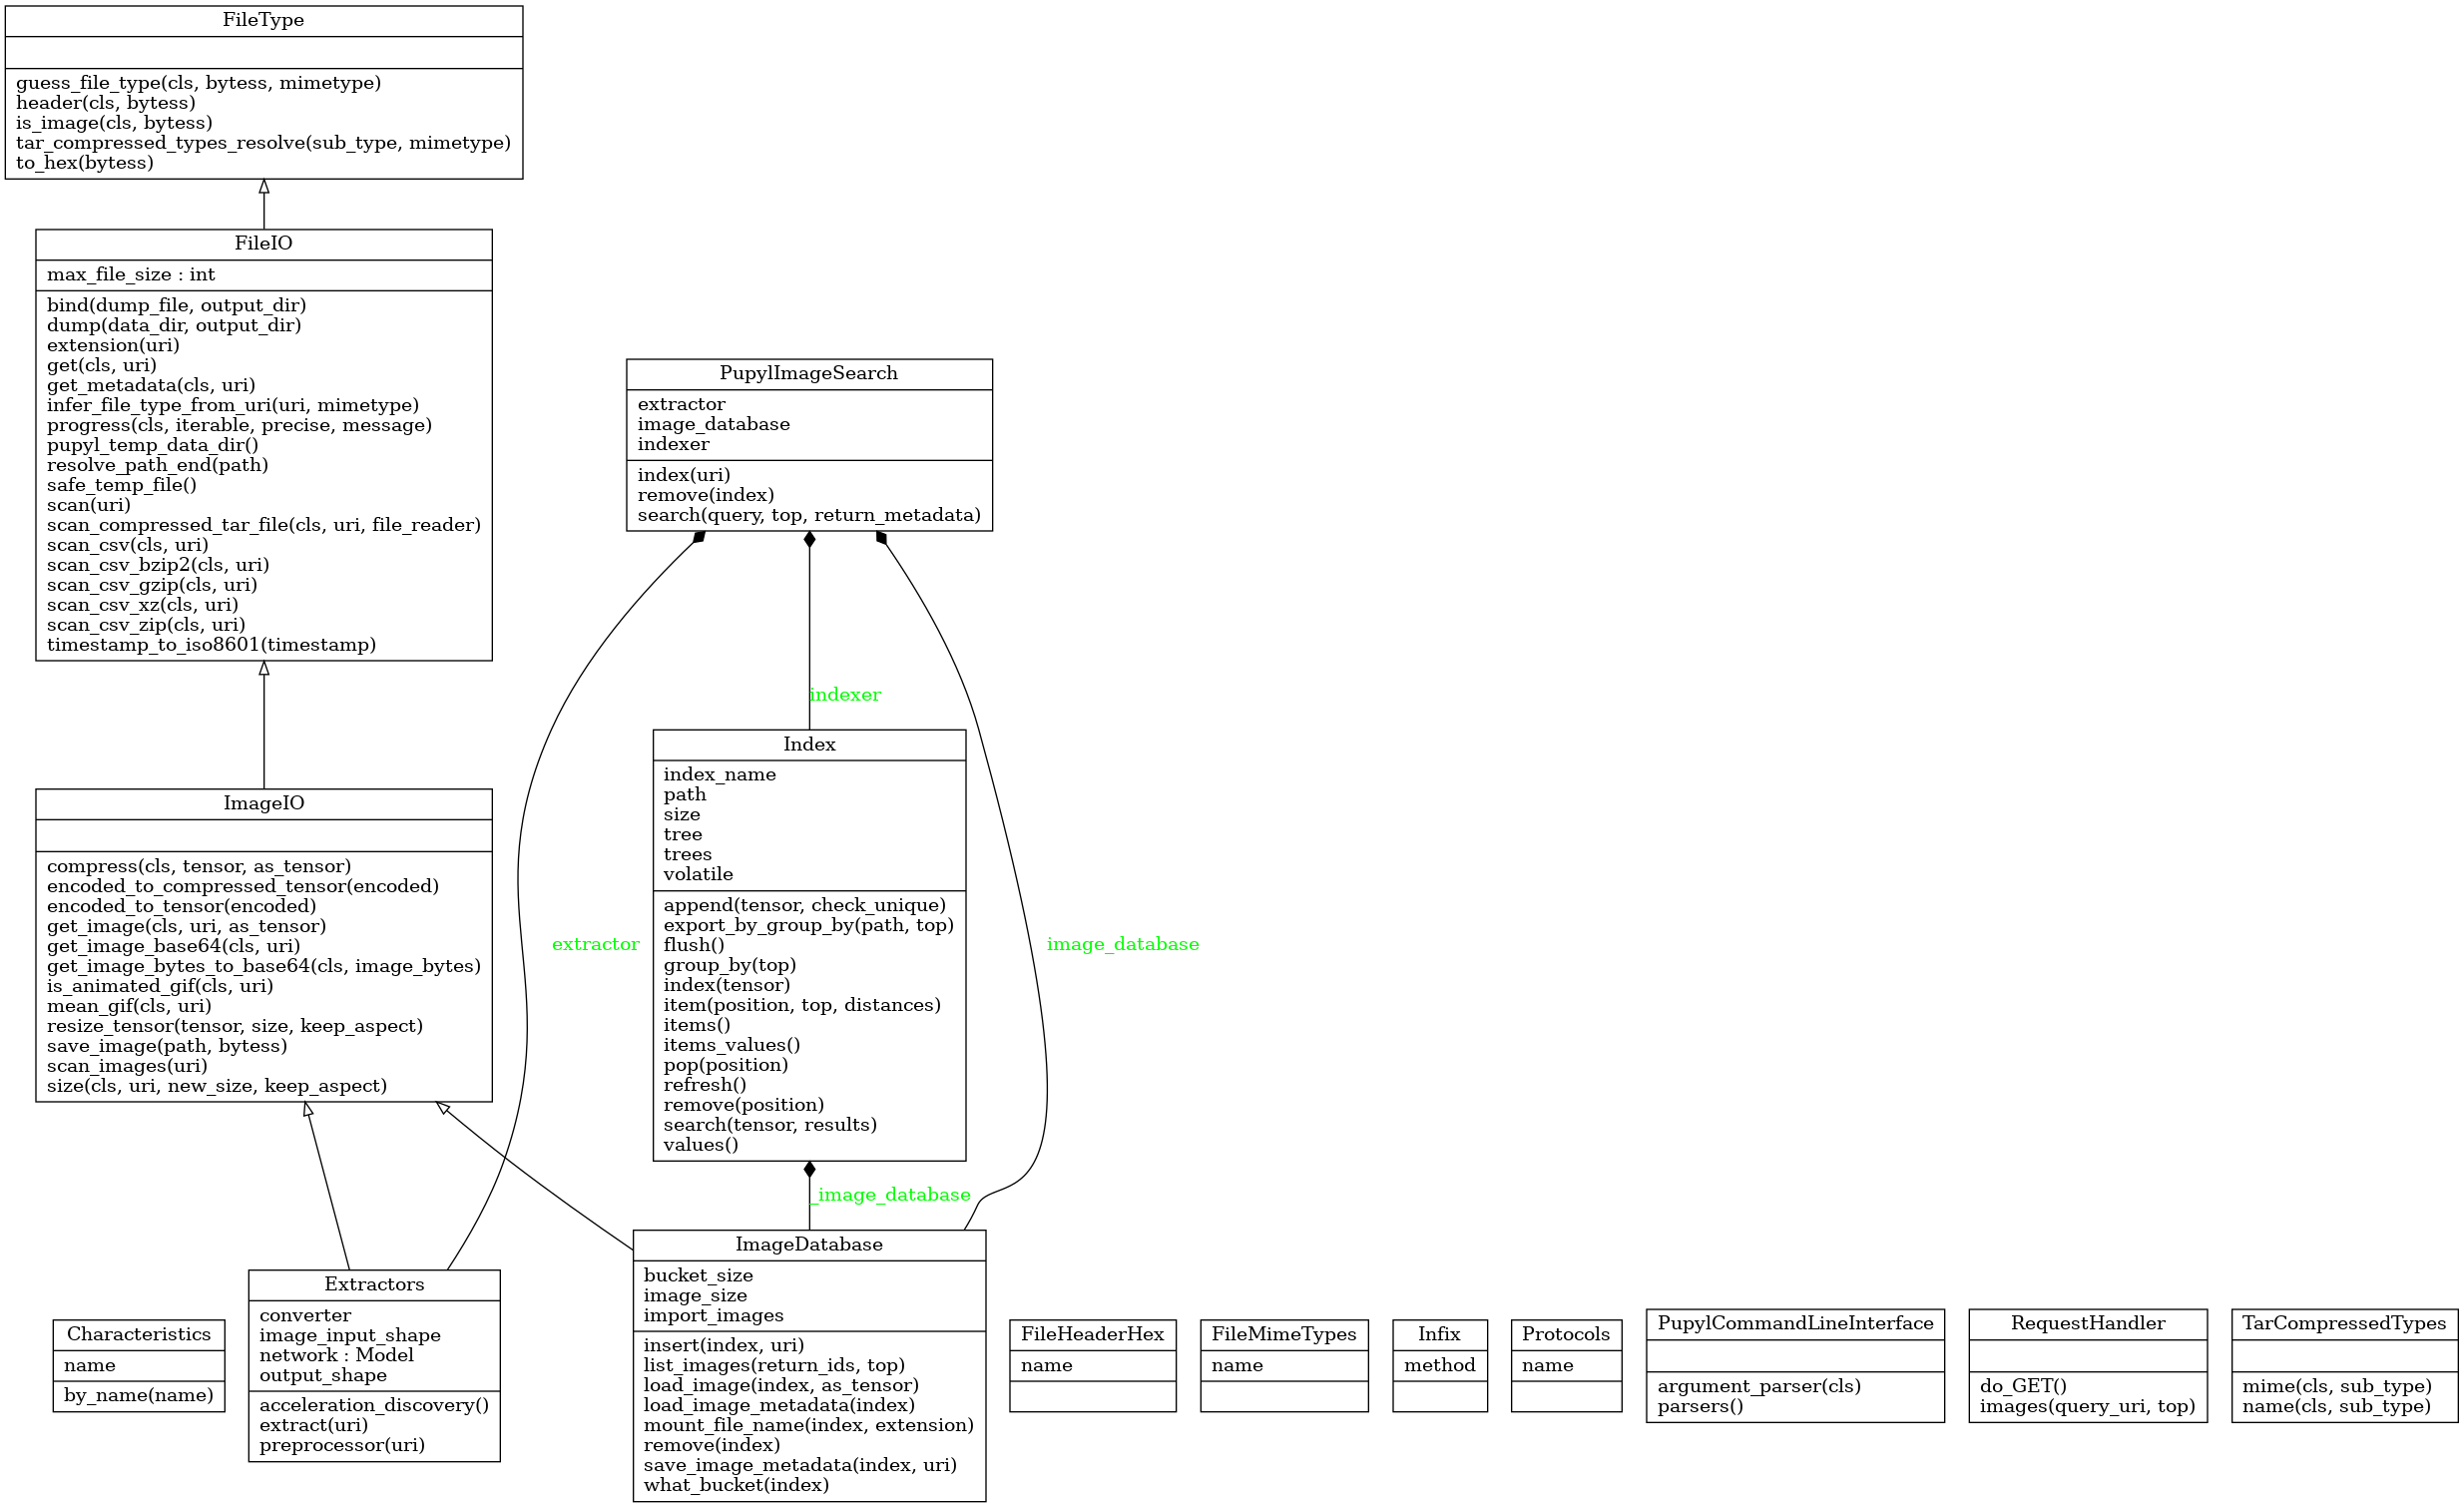 FileType
guess_file_type(cls, bytess, mimetype)
header(cls, bytess)
is_image(cls, bytess)
tar_compressed_types_resolve(sub_type, mimetype)
to_hex(bytess)
FileIO
max_file_size : int
bind(dump_file, output_dir)
dump(data_dir, output_dir)
extension(uri)
get(cls, uri)
get_metadata(cls, uri)
infer_file_type_from_uri(uri, mimetype)
progress(cls, iterable, precise, message)
pupyl_temp_data_dir()
resolve_path_end(path)
safe_temp_file()
scan(uri)
scan_compressed_tar_file(cls, uri, file_reader)
scan_csv(cls, uri)
scan_csv_bzip2(cls, uri)
scan_csv_gzip(cls, uri)
scan_csv_xz(cls, uri)
scan_csv_zip(cls, uri)
timestamp_to_iso8601(timestamp)
PupylImageSearch
extractor
image_database
indexer
index(uri)
remove(index)
search(query, top, return_metadata)
indexer
ImageIO
compress(cls, tensor, as_tensor)
encoded_to_compressed_tensor(encoded)
encoded_to_tensor(encoded)
get_image(cls, uri, as_tensor)
get_image_base64(cls, uri)
get_image_bytes_to_base64(cls, image_bytes)
is_animated_gif(cls, uri)
mean_gif(cls, uri)
resize_tensor(tensor, size, keep_aspect)
save_image(path, bytess)
scan_images(uri)
size(cls, uri, new_size, keep_aspect)
extractor
Index
index_name
path
size
tree
trees
volatile
append(tensor, check_unique)
export_by_group_by(path, top)
flush()
group_by(top)
index(tensor)
item(position, top, distances)
items()
items_values()
pop(position)
refresh()
remove(position)
search(tensor, results)
values()
image_database
_image_database
Characteristics
name
by_name(name)
Extractors
converter
image_input_shape
network : Model
output_shape
acceleration_discovery()
extract(uri)
preprocessor(uri)
ImageDatabase
bucket_size
image_size
import_images
insert(index, uri)
list_images(return_ids, top)
load_image(index, as_tensor)
load_image_metadata(index)
mount_file_name(index, extension)
remove(index)
save_image_metadata(index, uri)
what_bucket(index)
FileHeaderHex
name
FileMimeTypes
name
Infix
method
Protocols
name
PupylCommandLineInterface
argument_parser(cls)
parsers()
RequestHandler
do_GET()
images(query_uri, top)
TarCompressedTypes
mime(cls, sub_type)
name(cls, sub_type)